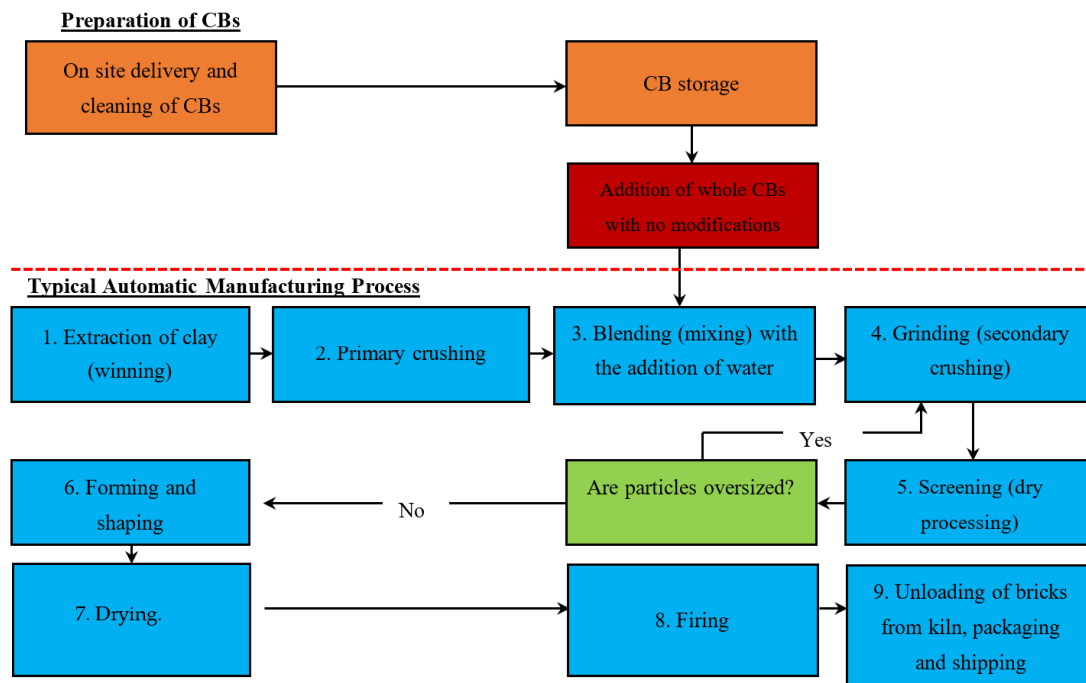 Preparation of CBs
On site delivery and
cleaning of CBs
CB storage
Addition of whole CBs
with no modifications
Typical Automatic Manufacturing Process
1. Extraction of clay
(winning)
2. Primary crushing
3. Blending (mixing) with
the addition of water
4. Grinding (secondary
crushing)
Yes
6. Forming and
shaping
No
Are particles oversized?
5. Screening (dry
processing)
7. Drying.
8. Firing
9. Unloading of bricks
from kiln, packaging
and shipping